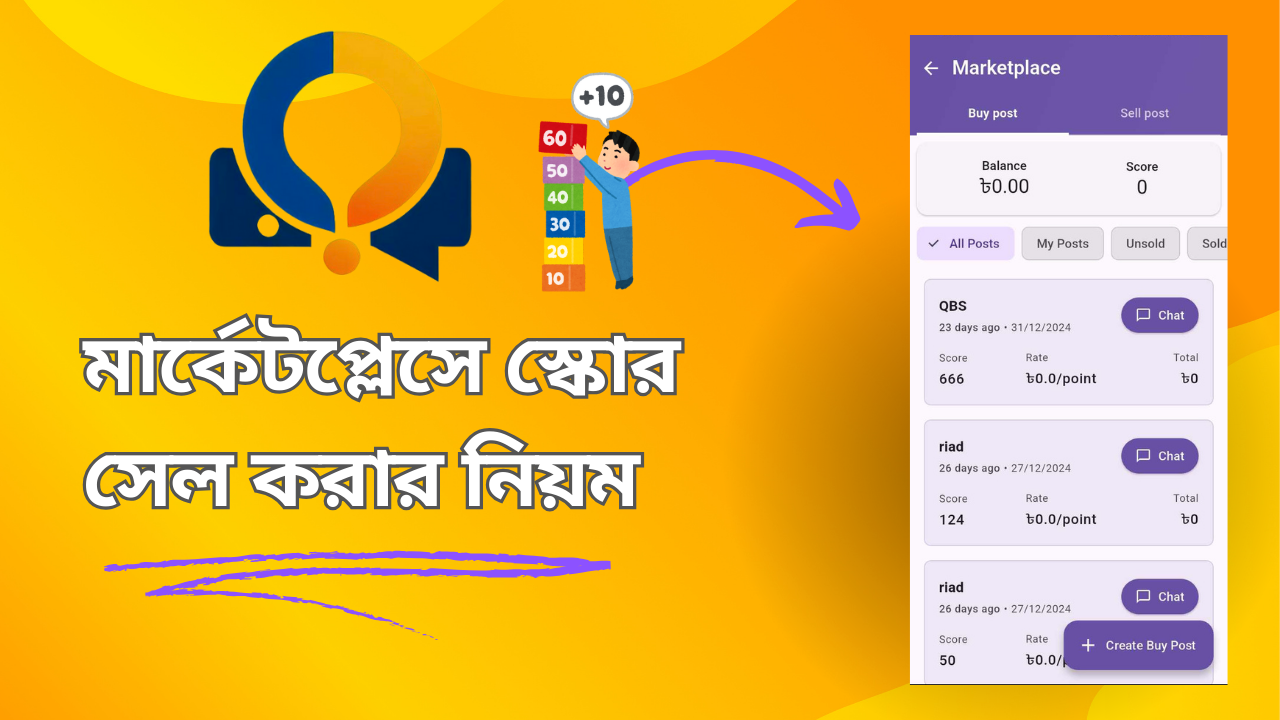 +10
60
50
40
30
20
10
মার্কেটপ্লেসে স্কোর
সেল করার নিয়ম
Marketplace
Buy post Sell post
Balance Score
৳0.00 0
All Posts My Posts Unsold Sold
QBS Chat
23 days ago • 31/12/2024
Score Rate Total
666 ৳0.0/point ৳0
riad Chat
26 days ago • 27/12/2024
Score Rate Total
124 ৳0.0/point ৳0
riad Chat
26 days ago • 27/12/2024
Score Rate
50 ৳0.0/
Create Buy Post